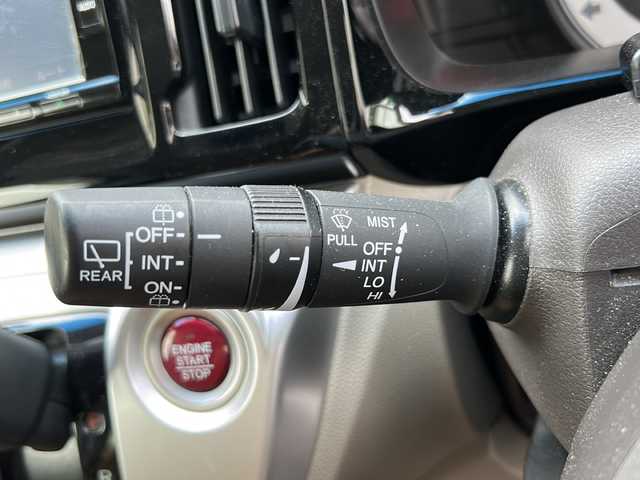 OFF
INT
ON
REAR
PULL
MIST
OFF
INT
LO
HI
ENGINE
START
STOP